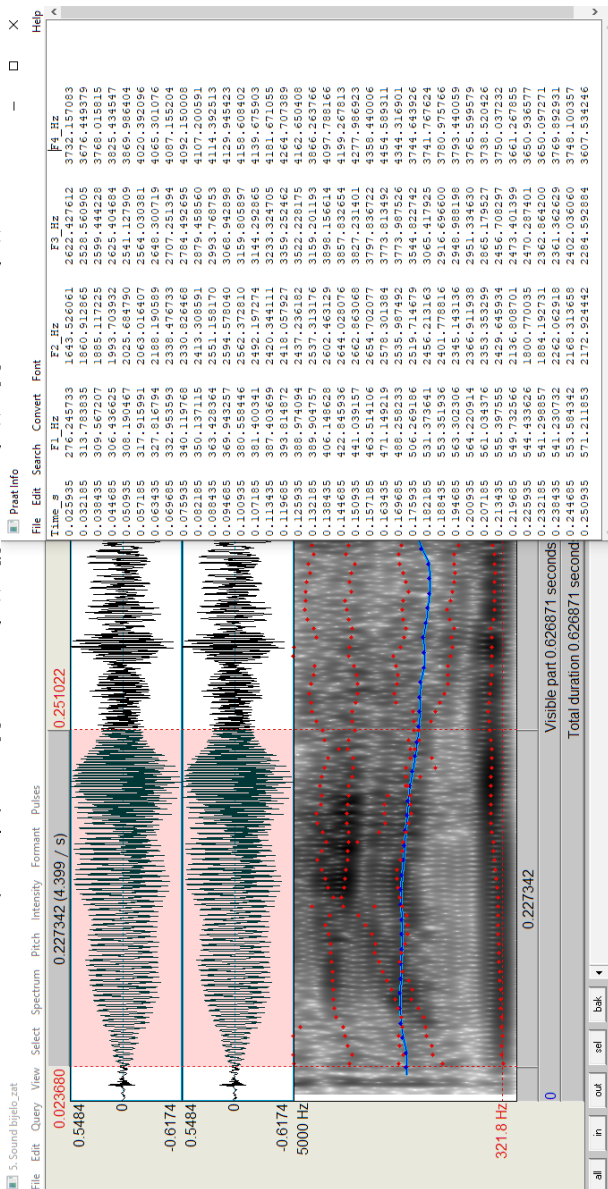 5. Sound bijelo_zat
File Edit Query View Select Spectrum Pitch Intensity Formant Pulses
0.023680 0.227342 (4.399 / s) 0.251022
0.5484
0
-0.6174
0.5484
0
-0.6174
5000 Hz
321.8 Hz
0.227342
0 Visible part 0.626871 seconds
Total duration 0.626871 second
all in out sel bak
Praat Info
File Edit Search Convert Font Help
Time_s F1_Hz F2_Hz F3_Hz F4_Hz
0.025935 276.245733 1643.526061 2622.427612 3732.157083
0.032185 313.783835 1860.912865 2528.560905 3676.449379
0.038435 309.567207 1885.117225 2599.444228 3768.015815
0.044685 306.436625 1993.703932 2625.404584 3825.434547
0.050935 308.190467 2025.684790 2541.127909 3865.986404
0.057185 317.915991 2063.016407 2564.030381 4020.392096
0.063435 327.816794 2188.190589 2648.300719 4065.301076
0.069685 332.953593 2338.476733 2707.251394 4087.155204
0.075935 340.119768 2330.826468 2784.492695 4092.150008
0.082185 350.137115 2413.308591 2879.458560 4107.200591
0.088435 363.428364 2551.158170 2993.768753 4114.392513
0.094685 369.943257 2594.578040 3068.942898 4129.945423
0.100935 380.558446 2562.372810 3159.805897 4158.608402
0.107185 381.400341 2492.197274 3144.292865 4139.675903
0.113435 387.403699 2420.344111 3233.324705 4181.671055
0.119685 393.814872 2418.057927 3359.252462 4264.707389
0.125935 388.974094 2437.236182 3522.228175 4162.650408
0.132185 389.904757 2537.313176 3159.201193 3866.263766
0.138435 406.148628 2602.463129 3898.156614 4097.788166
0.144685 422.845936 2644.028076 3857.832654 4199.267813
0.150935 441.039157 3827.231401 4277.986923
0.157185 463.514106 2654.702077 3797.836722 4358.440006
0.163435 471.149219 2578.301384 3773.813492 4454.589311
0.169685 488.258233 2535.987492 3773.987526 4344.316901
0.175935 506.269186 2519.714679 3544.822742 3744.643926
0.182185 531.373641 2456.213163 3065.417925 3741.767624
0.188435 553.351936 2401.778816 2916.696600 3780.975766
0.194685 563.302306 2345.143136 2948.988198 3793.440059
0.200935 564.220914 2366.911938 2951.334630 3765.599579
0.207185 561.034376 2353.353299 2865.179527 3738.520426
0.213435 555.397555 2429.645934 2456.708297 3750.037232
0.219685 549.732566 2136.808701 2473.401399 3661.267855
0.225935 544.433626 1800.770035 2470.287401 3650.936577
0.232185 541.298857 1884.192731 2362.864200 3650.097271
0.238435 541.230732 2262.062918 2361.362629 3769.892931
0.244685 553.584342 2168.313658 2402.036060 3748.100357
0.250935 571.211853 2172.924442 2284.592884 3607.534246